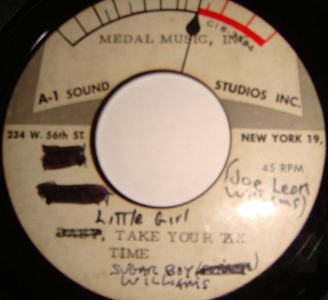 MEDAL MUSIC, IN
A-1 SOUND STUDIOS INC.
234 W. 56th ST. NEW YORK 19,
45 RPM
(Joe Leon
Williams)
Little Girl
TAKE YOUR
TIME
SUGAR BOY
WILLIAMS